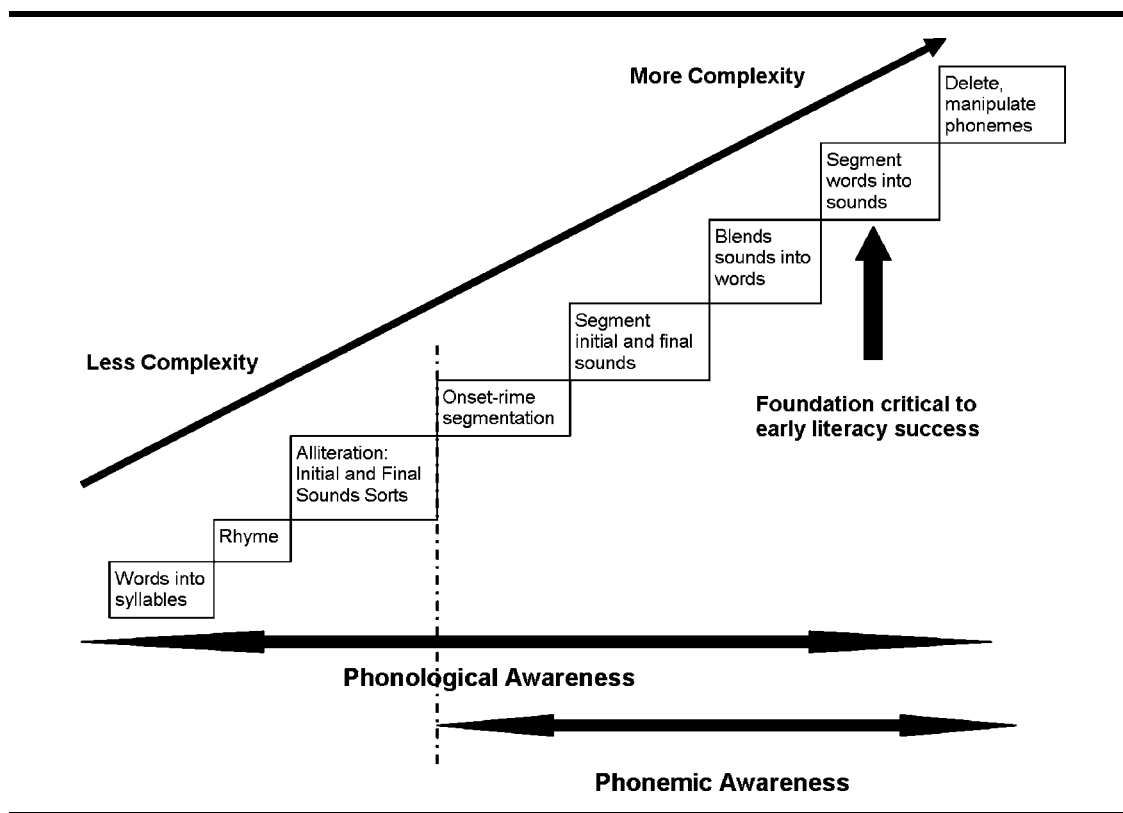 More Complexity
Delete,
manipulate
phonemes
Segment
words into
sounds
Blends
sounds into
words
Segment
initial and final
sounds
Less Complexity
Onset-rime
segmentation
Foundation critical to
early literacy success
Alliteration:
Initial and Final
Sounds Sorts
Rhyme
Words into
syllables
Phonological Awareness
Phonemic Awareness